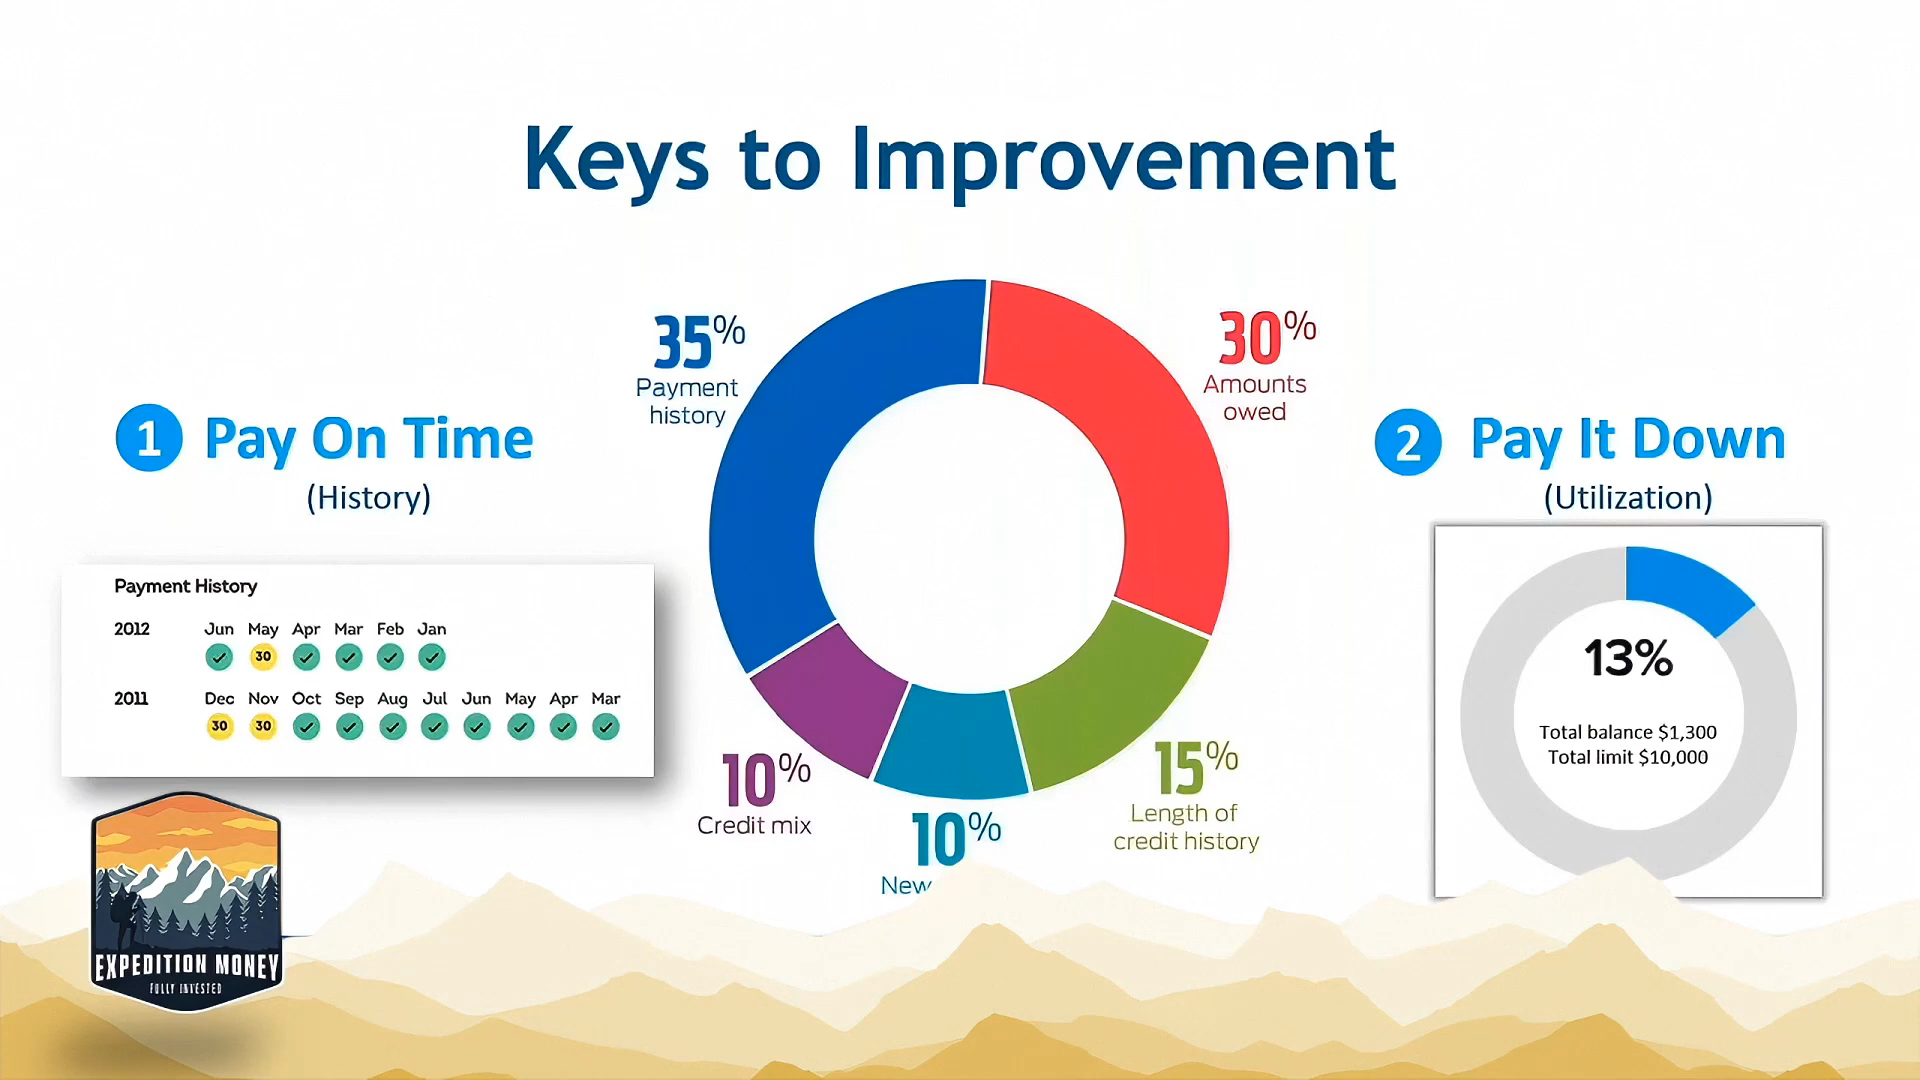 Keys to Improvement
1 Pay On Time
(History)
Payment History
2012 Jun May Apr Mar Feb Jan
30
2011 Dec Nov Oct Sep Aug Jul Jun May Apr Mar
30 30
35%
Payment
history
30%
Amounts
owed
10%
Credit mix
10%
New
15%
Length of
credit history
2 Pay It Down
(Utilization)
13%
Total balance $1,300
Total limit $10,000
EXPEDITION MONEY
FULLY INVESTED